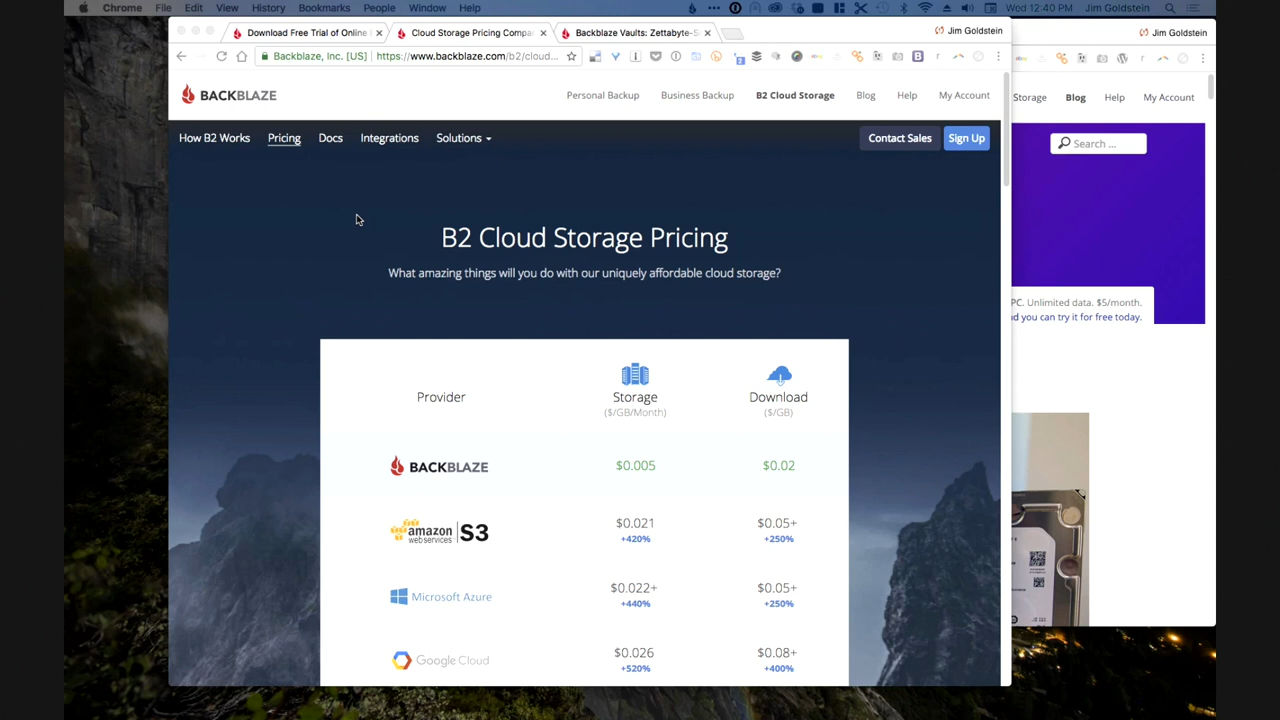 Chrome File Edit View History Bookmarks People Window Help
Wed 12:40 PM Jim Goldstein
Download Free Trial of Online
Cloud Storage Pricing Compa
Backblaze Vaults: Zettabyte-S
Jim Goldstein
Jim Goldstein
Backblaze, Inc. [US] https://www.backblaze.com/b2/cloud...
BACKBLAZE
Personal Backup Business Backup B2 Cloud Storage Blog Help My Account
Storage Blog Help My Account
How B2 Works Pricing Docs Integrations Solutions
Contact Sales Sign Up
Search ...
B2 Cloud Storage Pricing
What amazing things will you do with our uniquely affordable cloud storage?
PC. Unlimited data. $5/month.
d you can try it for free today.
Provider Storage Download
($/GB/Month) ($/GB)
BACKBLAZE $0.005 $0.02
amazon web services S3 $0.021 $0.05+
+420% +250%
Microsoft Azure $0.022+ $0.05+
+440% +250%
Google Cloud $0.026 $0.08+
+520% +400%